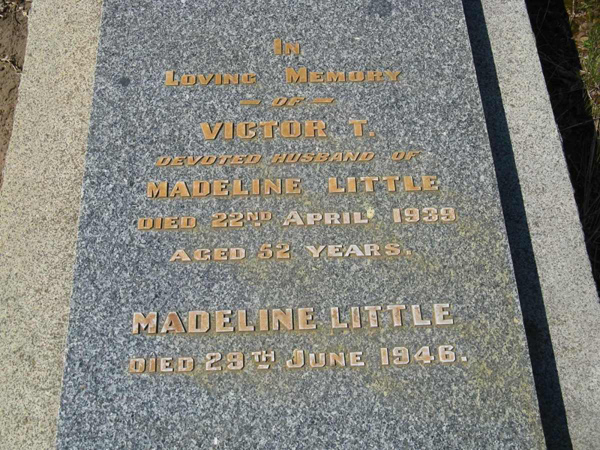 IN
LOVING MEMORY
— OF —
VICTOR T.
DEVOTED HUSBAND OF
MADELINE LITTLE
DIED 22ND APRIL 1939
AGED 52 YEARS.
MADELINE LITTLE
DIED 29TH JUNE 1946.